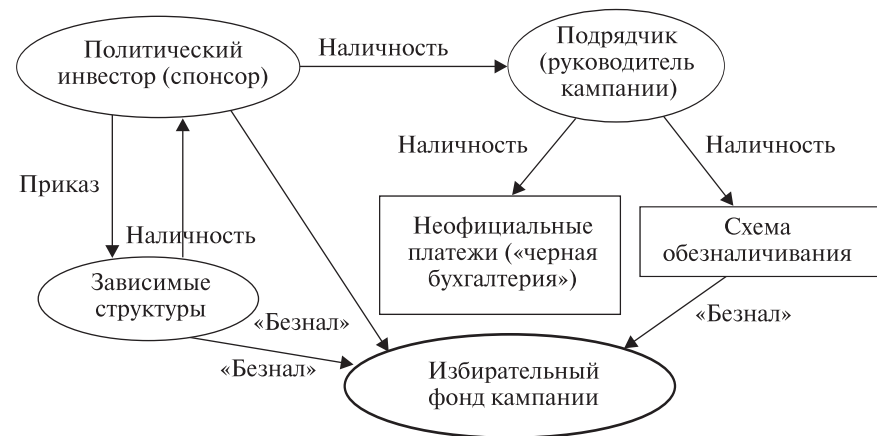 Политический
инвестор (спонсор)
Наличность
Подрядчик
(руководитель
кампании)
Приказ
Наличность
Наличность
Наличность
Неофициальные
платежи («черная
бухгалтерия»)
Схема
обезналичивания
Зависимые
структуры
«Безнал»
«Безнал»
«Безнал»
Избирательный
фонд кампании